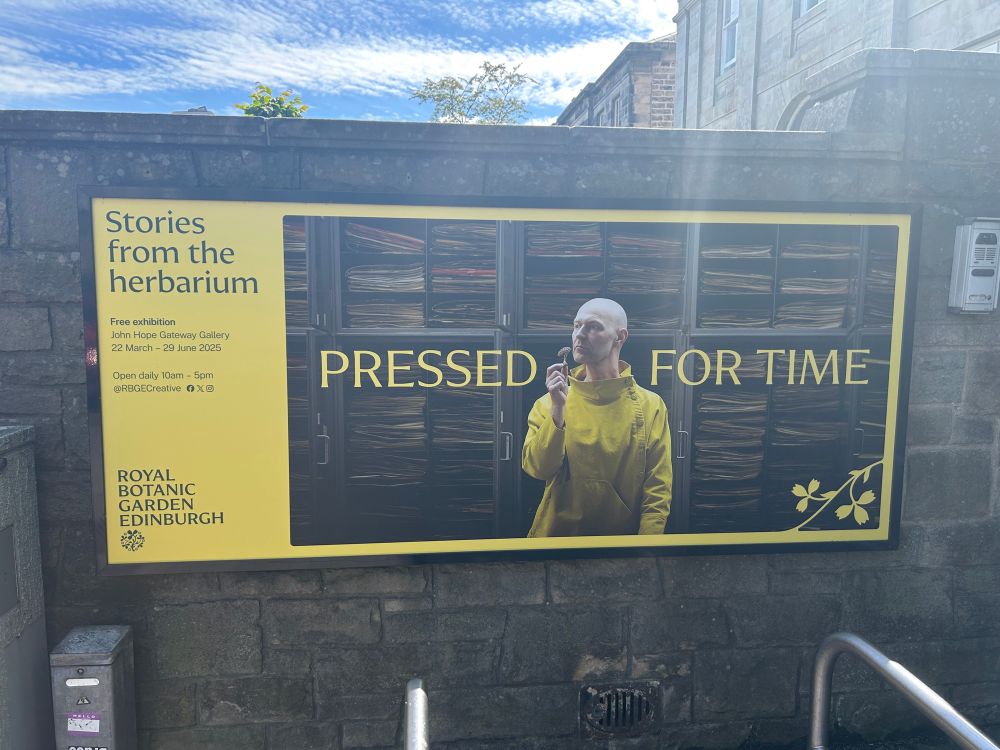 Stories
from the
herbarium
Free exhibition
John Hope Gateway Gallery
22 March – 29 June 2025
Open daily 10am – 5pm
@RBGECreative
ROYAL
BOTANIC
GARDEN
EDINBURGH
PRESSED FOR TIME
HELLO